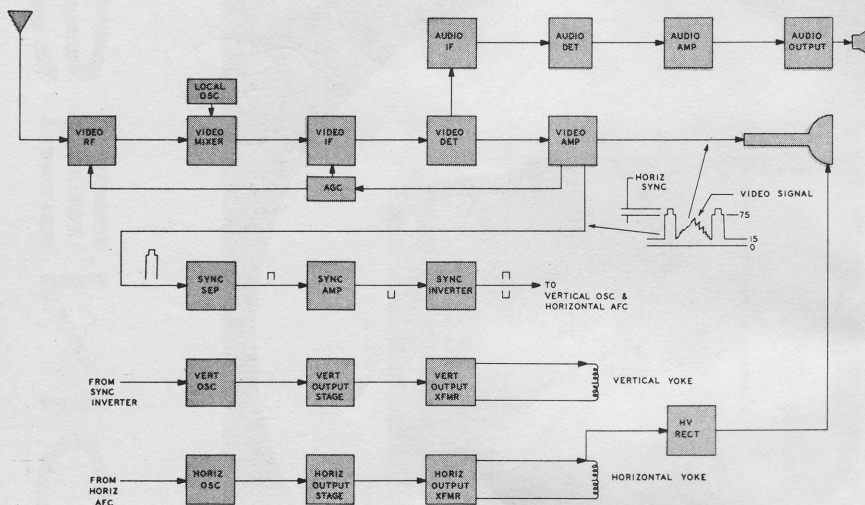 AUDIO
IF
AUDIO
DET
AUDIO
AMP
AUDIO
OUTPUT
LOCAL
OSC
VIDEO
RF
VIDEO
MIXER
VIDEO
IF
VIDEO
DET
VIDEO
AMP
AGC
HORIZ
SYNC
VIDEO SIGNAL
75
15
0
SYNC
SEP
SYNC
AMP
SYNC
INVERTER
TO
VERTICAL OSC &
HORIZONTAL AFC
FROM
SYNC
INVERTER
VERT
OSC
VERT
OUTPUT
STAGE
VERT
OUTPUT
XFMR
VERTICAL YOKE
HV
RECT
FROM
HORIZ
AFC
HORIZ
OSC
HORIZ
OUTPUT
STAGE
HORIZ
OUTPUT
XFMR
HORIZONTAL YOKE